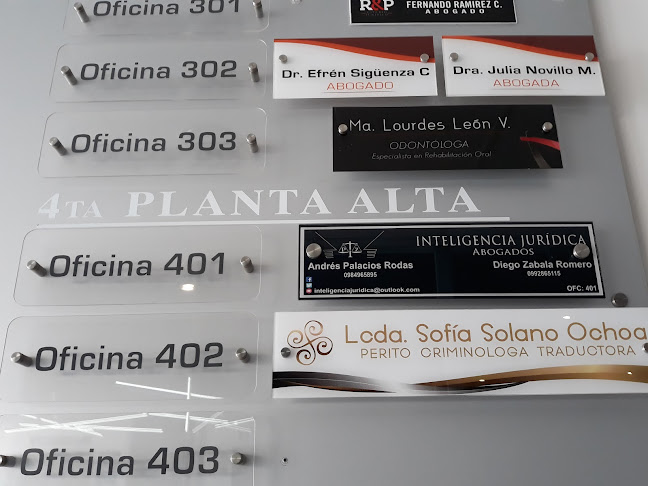 Oficina 301
R&P
FERNANDO RAMIREZ C.
ABOGADO
Oficina 302
Dr. Efrén Sigüenza C
ABOGADO
Dra. Julia Novillo M.
ABOGADA
Oficina 303
Ma. Lourdes León V.
ODONTÓLOGA
Especialista en Rehabilitación Oral
4TA PLANTA ALTA
Oficina 401
INTELIGENCIA JURÍDICA
ABOGADOS
Andrés Palacios Rodas
0984965895
Diego Zabala Romero
0992865115
inteligenciajuridica@outlook.com
OFC: 401
Oficina 402
Lcda. Sofía Solano Ochoa
PERITO CRIMINOLOGA TRADUCTORA
Oficina 403